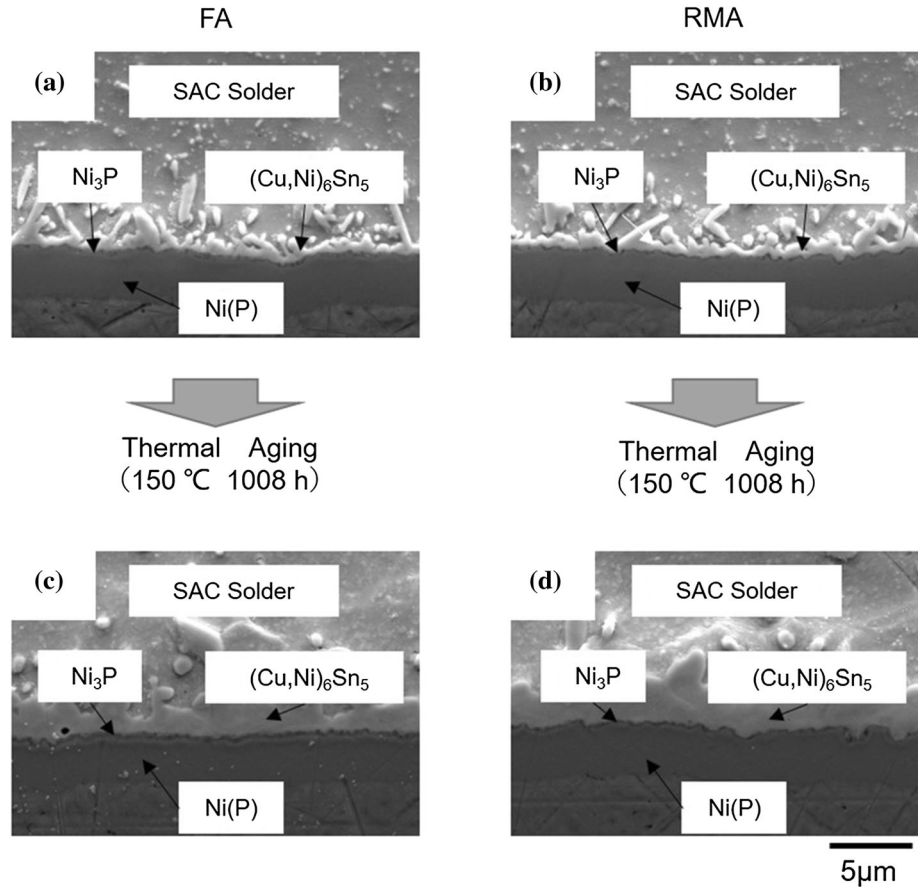 FA RMA
(a) SAC Solder
Ni₃P (Cu,Ni)₆Sn₅
Ni(P)
(b) SAC Solder
Ni₃P (Cu,Ni)₆Sn₅
Ni(P)
Thermal Aging
(150 ℃ 1008 h)
Thermal Aging
(150 ℃ 1008 h)
(c) SAC Solder
Ni₃P (Cu,Ni)₆Sn₅
Ni(P)
(d) SAC Solder
Ni₃P (Cu,Ni)₆Sn₅
Ni(P)
5μm